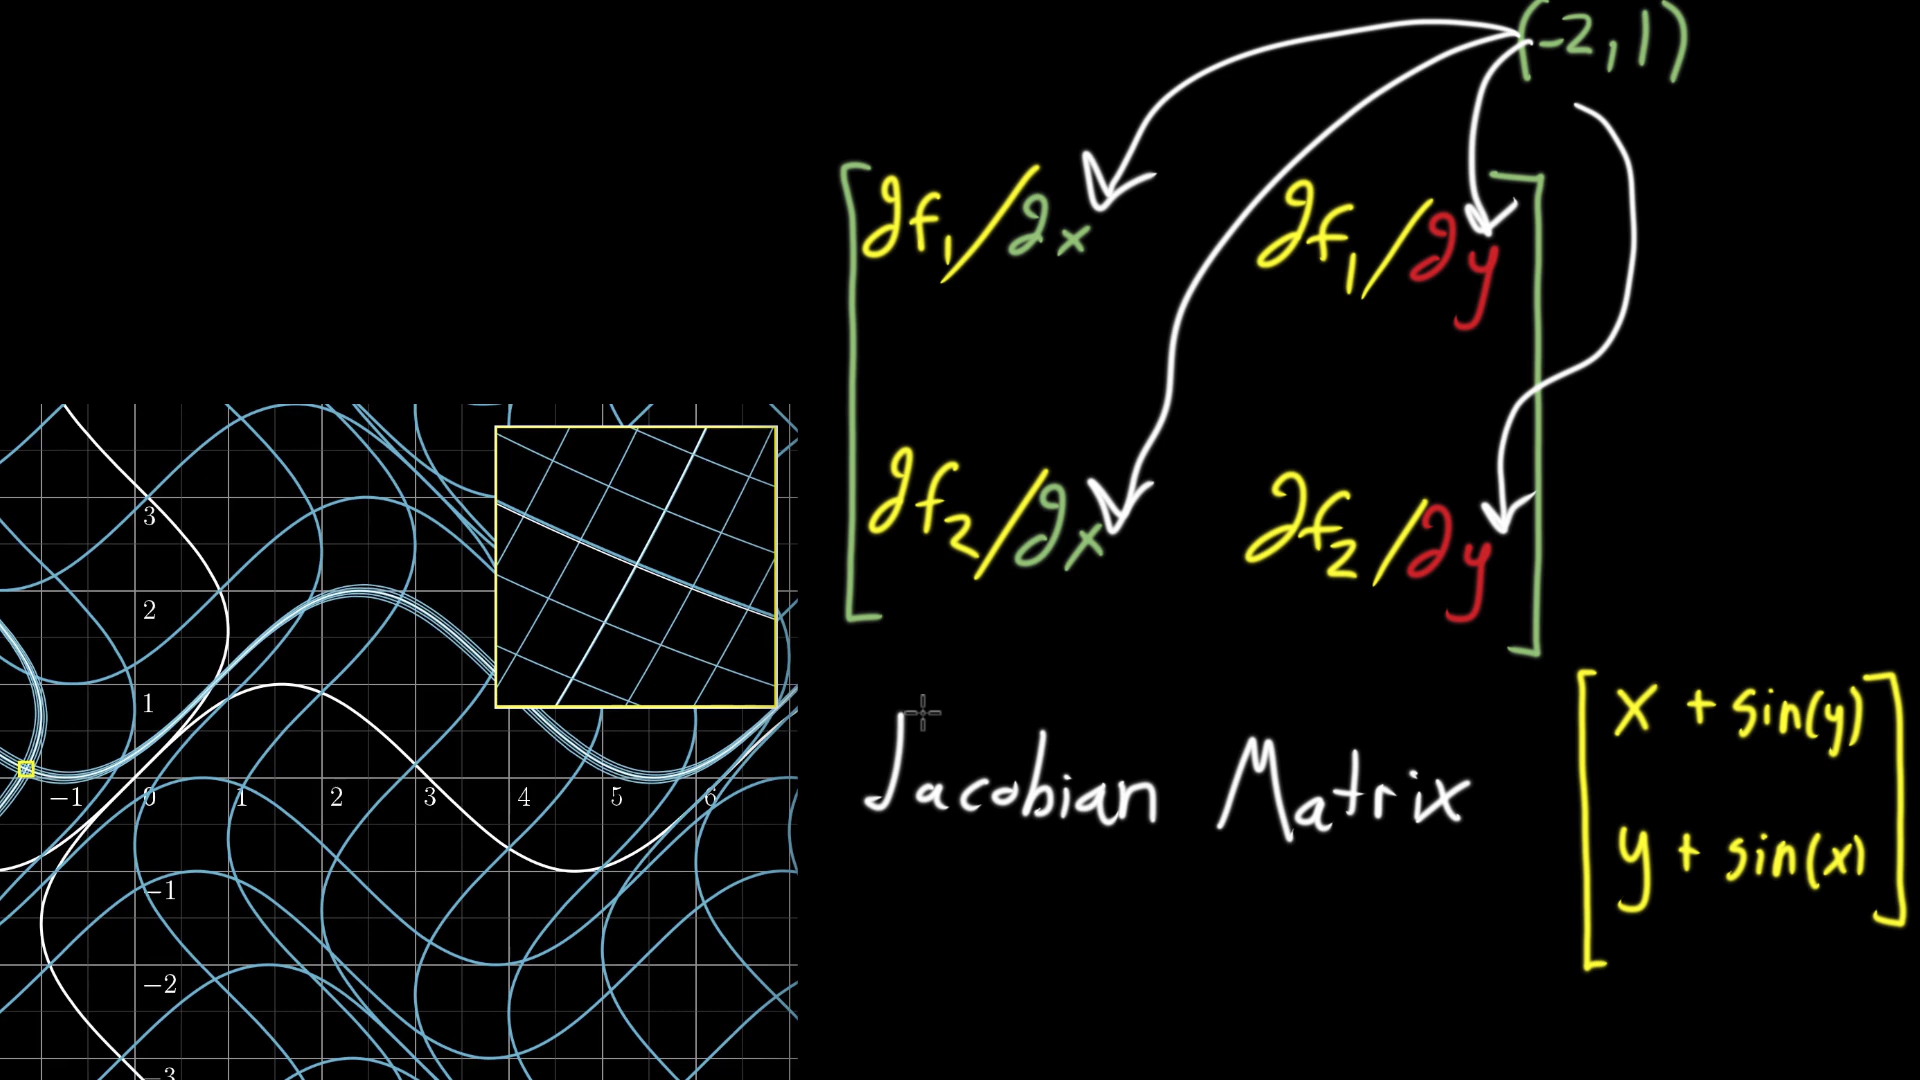 (-2, 1)
∂f₁/∂x ∂f₁/∂y
∂f₂/∂x ∂f₂/∂y
Jacobian Matrix
x + sin(y)
y + sin(x)
3
2
1
−1 0 1 2 3 4 5 6
−1
−2
−3